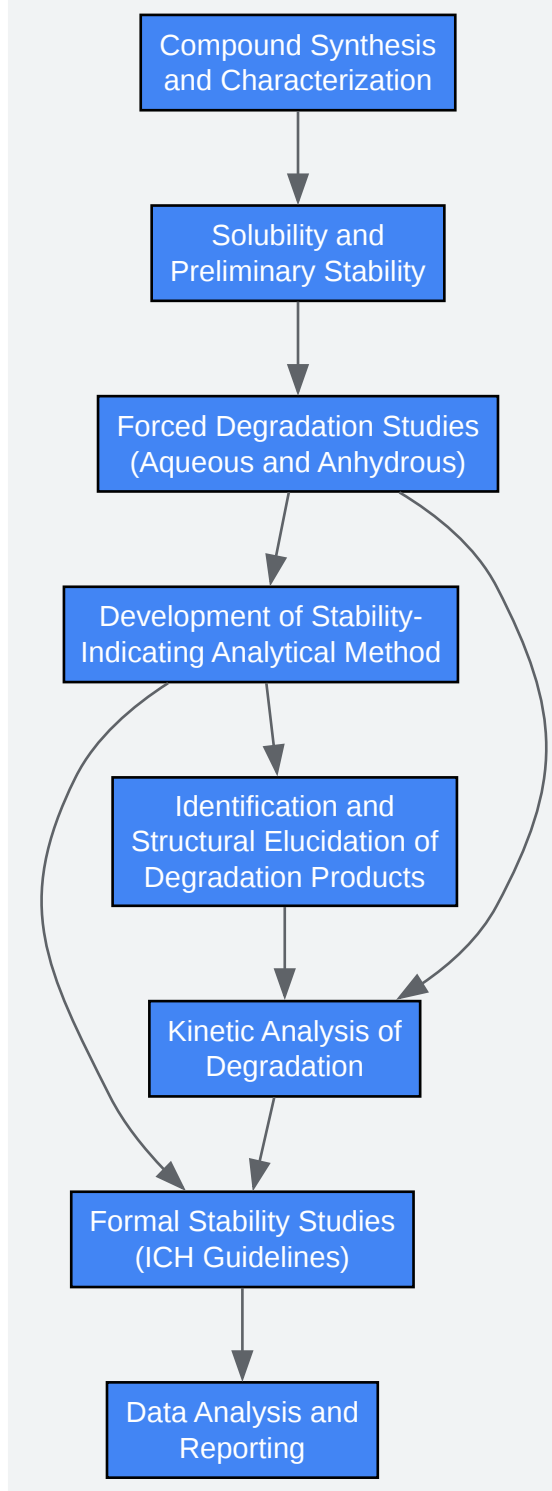 Compound Synthesis
and Characterization
Solubility and
Preliminary Stability
Forced Degradation Studies
(Aqueous and Anhydrous)
Development of Stability-
Indicating Analytical Method
Identification and
Structural Elucidation of
Degradation Products
Kinetic Analysis of
Degradation
Formal Stability Studies
(ICH Guidelines)
Data Analysis and
Reporting